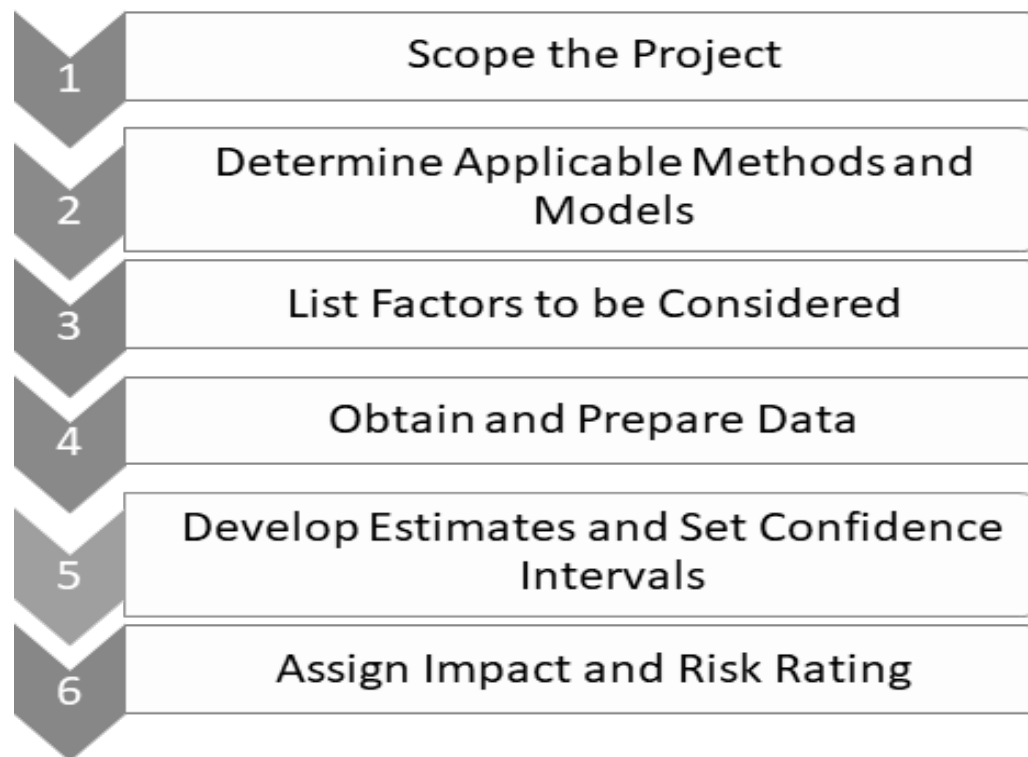 1
Scope the Project
2
Determine Applicable Methods and
Models
3
List Factors to be Considered
4
Obtain and Prepare Data
5
Develop Estimates and Set Confidence
Intervals
6
Assign Impact and Risk Rating